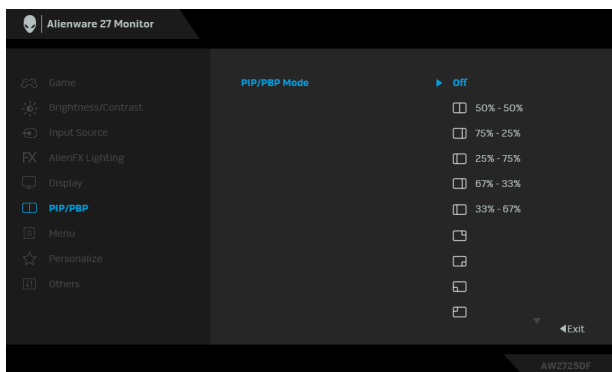 Alienware 27 Monitor
Game
Brightness/Contrast
Input Source
FX AlienFX Lighting
Display
PIP/PBP
Menu
Personalize
Others
PIP/PBP Mode
Off
50% - 50%
75% - 25%
25% - 75%
67% - 33%
33% - 67%
Exit
AW2725DF